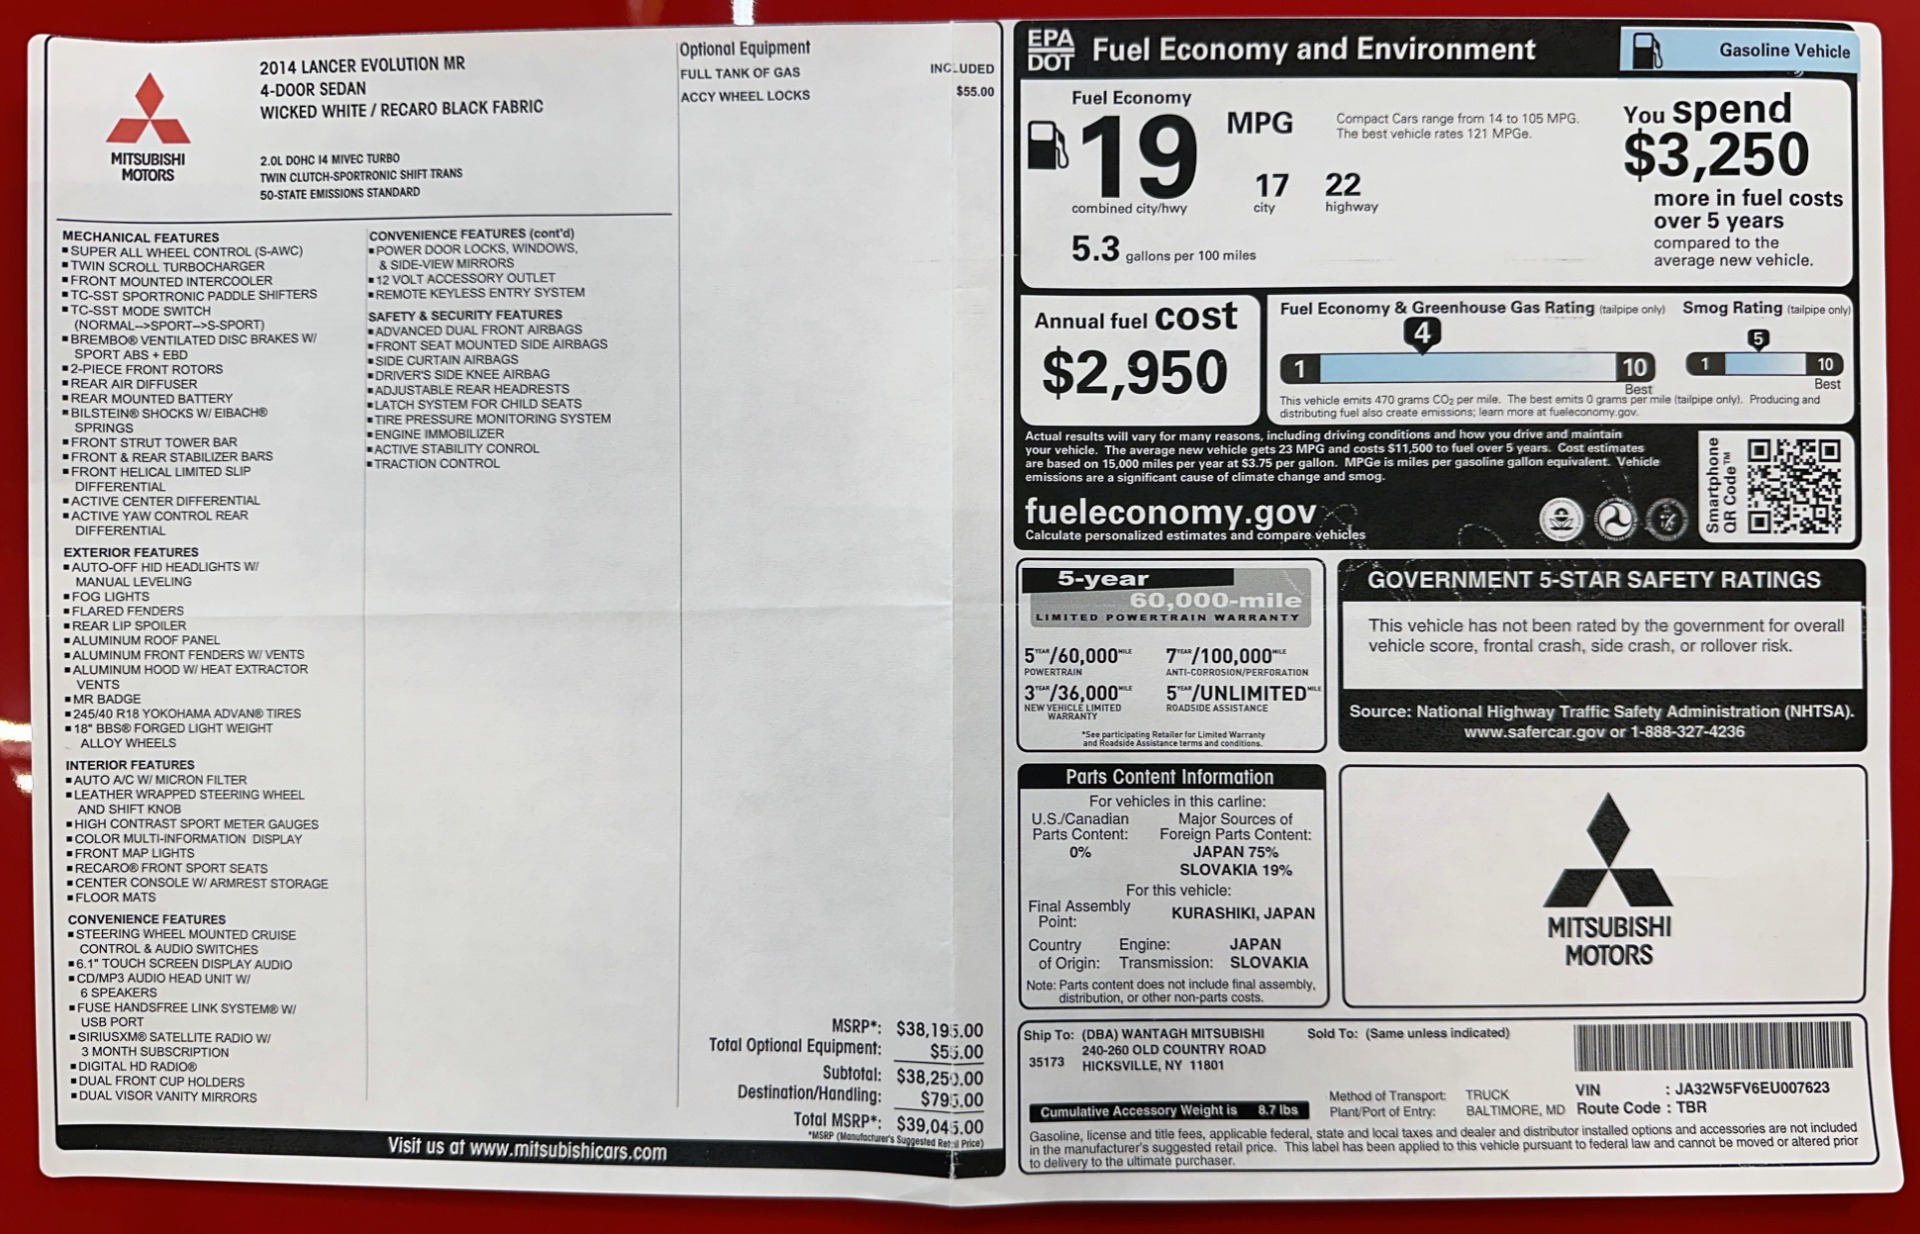 MITSUBISHI
MOTORS
2014 LANCER EVOLUTION MR
4-DOOR SEDAN
WICKED WHITE / RECARO BLACK FABRIC
2.0L DOHC I4 MIVEC TURBO
TWIN CLUTCH-SPORTRONIC SHIFT TRANS
50-STATE EMISSIONS STANDARD
MECHANICAL FEATURES
▪SUPER ALL WHEEL CONTROL (S-AWC)
▪TWIN SCROLL TURBOCHARGER
▪FRONT MOUNTED INTERCOOLER
▪TC-SST SPORTRONIC PADDLE SHIFTERS
▪TC-SST MODE SWITCH
(NORMAL-->SPORT-->S-SPORT)
▪BREMBO® VENTILATED DISC BRAKES W/
SPORT ABS + EBD
▪2-PIECE FRONT ROTORS
▪REAR AIR DIFFUSER
▪REAR MOUNTED BATTERY
▪BILSTEIN® SHOCKS W/ EIBACH®
SPRINGS
▪FRONT STRUT TOWER BAR
▪FRONT & REAR STABILIZER BARS
▪FRONT HELICAL LIMITED SLIP
DIFFERENTIAL
▪ACTIVE CENTER DIFFERENTIAL
▪ACTIVE YAW CONTROL REAR
DIFFERENTIAL
EXTERIOR FEATURES
▪AUTO-OFF HID HEADLIGHTS W/
MANUAL LEVELING
▪FOG LIGHTS
▪FLARED FENDERS
▪REAR LIP SPOILER
▪ALUMINUM ROOF PANEL
▪ALUMINUM FRONT FENDERS W/ VENTS
▪ALUMINUM HOOD W/ HEAT EXTRACTOR
VENTS
▪MR BADGE
▪245/40 R18 YOKOHAMA ADVAN® TIRES
▪18" BBS® FORGED LIGHT WEIGHT
ALLOY WHEELS
INTERIOR FEATURES
▪AUTO A/C W/ MICRON FILTER
▪LEATHER WRAPPED STEERING WHEEL
AND SHIFT KNOB
▪HIGH CONTRAST SPORT METER GAUGES
▪COLOR MULTI-INFORMATION DISPLAY
▪FRONT MAP LIGHTS
▪RECARO® FRONT SPORT SEATS
▪CENTER CONSOLE W/ ARMREST STORAGE
▪FLOOR MATS
CONVENIENCE FEATURES
▪STEERING WHEEL MOUNTED CRUISE
CONTROL & AUDIO SWITCHES
▪6.1" TOUCH SCREEN DISPLAY AUDIO
▪CD/MP3 AUDIO HEAD UNIT W/
6 SPEAKERS
▪FUSE HANDSFREE LINK SYSTEM® W/
USB PORT
▪SIRIUSXM® SATELLITE RADIO W/
3 MONTH SUBSCRIPTION
▪DIGITAL HD RADIO®
▪DUAL FRONT CUP HOLDERS
▪DUAL VISOR VANITY MIRRORS
CONVENIENCE FEATURES (cont'd)
▪POWER DOOR LOCKS, WINDOWS,
& SIDE-VIEW MIRRORS
▪12 VOLT ACCESSORY OUTLET
▪REMOTE KEYLESS ENTRY SYSTEM
SAFETY & SECURITY FEATURES
▪ADVANCED DUAL FRONT AIRBAGS
▪FRONT SEAT MOUNTED SIDE AIRBAGS
▪SIDE CURTAIN AIRBAGS
▪DRIVER'S SIDE KNEE AIRBAG
▪ADJUSTABLE REAR HEADRESTS
▪LATCH SYSTEM FOR CHILD SEATS
▪TIRE PRESSURE MONITORING SYSTEM
▪ENGINE IMMOBILIZER
▪ACTIVE STABILITY CONROL
▪TRACTION CONTROL
Optional Equipment
FULL TANK OF GAS INCLUDED
ACCY WHEEL LOCKS $55.00
MSRP*: $38,195.00
Total Optional Equipment: $55.00
Subtotal: $38,250.00
Destination/Handling: $795.00
Total MSRP*: $39,045.00
*MSRP (Manufacturer's Suggested Retail Price)
Visit us at www.mitsubishicars.com
EPA
DOT
Fuel Economy and Environment
Gasoline Vehicle
Fuel Economy
19
MPG
combined city/hwy
17
city
22
highway
5.3 gallons per 100 miles
Compact Cars range from 14 to 105 MPG.
The best vehicle rates 121 MPGe.
You spend
$3,250
more in fuel costs
over 5 years
compared to the
average new vehicle.
Annual fuel cost
$2,950
Fuel Economy & Greenhouse Gas Rating (tailpipe only)
4
1 10
Best
Smog Rating (tailpipe only)
5
1 10
Best
This vehicle emits 470 grams CO2 per mile. The best emits 0 grams per mile (tailpipe only). Producing and
distributing fuel also create emissions; learn more at fueleconomy.gov.
Actual results will vary for many reasons, including driving conditions and how you drive and maintain
your vehicle. The average new vehicle gets 23 MPG and costs $11,500 to fuel over 5 years. Cost estimates
are based on 15,000 miles per year at $3.75 per gallon. MPGe is miles per gasoline gallon equivalent. Vehicle
emissions are a significant cause of climate change and smog.
fueleconomy.gov
Calculate personalized estimates and compare vehicles
Smartphone
QR Code™
5-year
60,000-mile
LIMITED POWERTRAIN WARRANTY
5 YEAR/60,000 MILE
POWERTRAIN
7 YEAR/100,000 MILE
ANTI-CORROSION/PERFORATION
3 YEAR/36,000 MILE
NEW VEHICLE LIMITED
WARRANTY
5 YEAR/UNLIMITED MILE
ROADSIDE ASSISTANCE
*See participating Retailer for Limited Warranty
and Roadside Assistance terms and conditions.
GOVERNMENT 5-STAR SAFETY RATINGS
This vehicle has not been rated by the government for overall
vehicle score, frontal crash, side crash, or rollover risk.
Source: National Highway Traffic Safety Administration (NHTSA).
www.safercar.gov or 1-888-327-4236
Parts Content Information
For vehicles in this carline:
U.S./Canadian
Parts Content:
0%
Major Sources of
Foreign Parts Content:
JAPAN 75%
SLOVAKIA 19%
For this vehicle:
Final Assembly
Point:
KURASHIKI, JAPAN
Country
of Origin:
Engine: JAPAN
Transmission: SLOVAKIA
Note: Parts content does not include final assembly,
distribution, or other non-parts costs.
MITSUBISHI
MOTORS
Ship To: (DBA) WANTAGH MITSUBISHI
240-260 OLD COUNTRY ROAD
35173 HICKSVILLE, NY 11801
Sold To: (Same unless indicated)
Cumulative Accessory Weight is 8.7 lbs
Method of Transport: TRUCK
Plant/Port of Entry: BALTIMORE, MD
VIN : JA32W5FV6EU007623
Route Code : TBR
Gasoline, license and title fees, applicable federal, state and local taxes and dealer and distributor installed options and accessories are not included
in the manufacturer's suggested retail price. This label has been applied to this vehicle pursuant to federal law and cannot be moved or altered prior
to delivery to the ultimate purchaser.